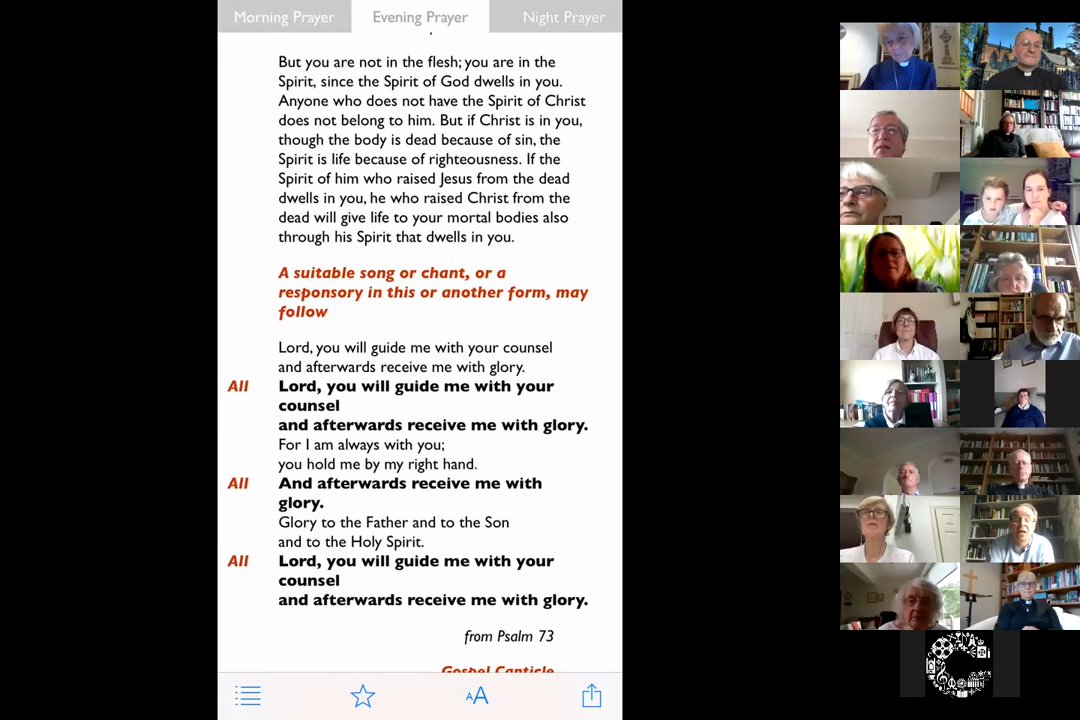 Morning Prayer
Evening Prayer
Night Prayer
But you are not in the flesh; you are in the
Spirit, since the Spirit of God dwells in you.
Anyone who does not have the Spirit of Christ
does not belong to him. But if Christ is in you,
though the body is dead because of sin, the
Spirit is life because of righteousness. If the
Spirit of him who raised Jesus from the dead
dwells in you, he who raised Christ from the
dead will give life to your mortal bodies also
through his Spirit that dwells in you.
A suitable song or chant, or a
responsory in this or another form, may
follow
Lord, you will guide me with your counsel
and afterwards receive me with glory.
All Lord, you will guide me with your
counsel
and afterwards receive me with glory.
For I am always with you;
you hold me by my right hand.
All And afterwards receive me with
glory.
Glory to the Father and to the Son
and to the Holy Spirit.
All Lord, you will guide me with your
counsel
and afterwards receive me with glory.
from Psalm 73
Gospel Canticle
AA